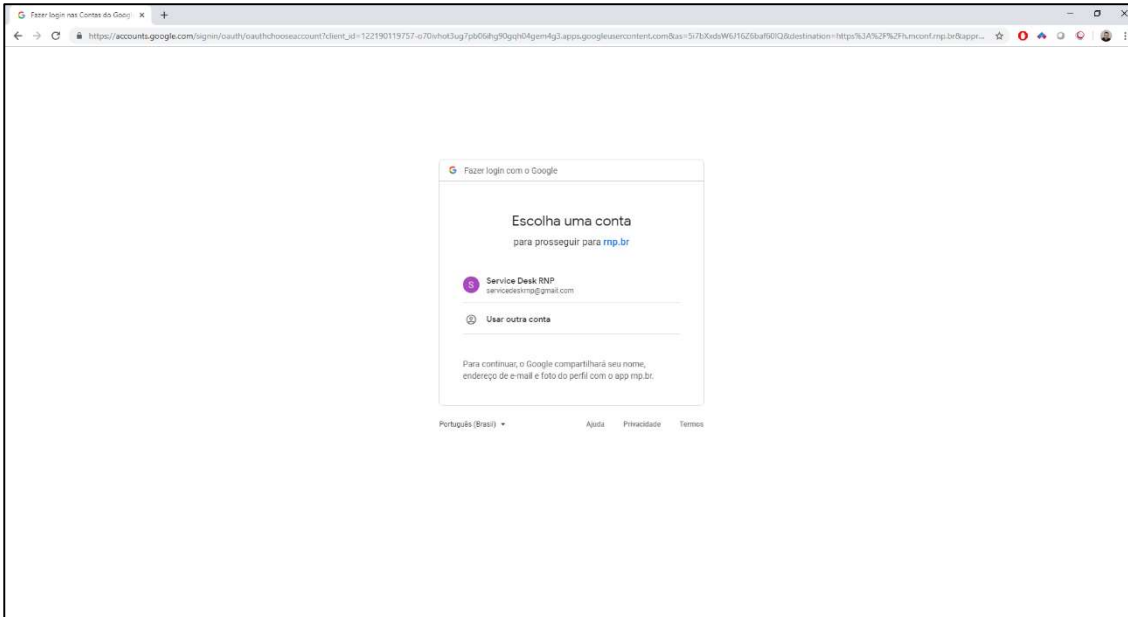 Fazer login nas Contas do Googl
https://accounts.google.com/signin/oauth/oauthchooseaccount?client_id=
Fazer login com o Google
Escolha uma conta
para prosseguir para rnp.br
S
Service Desk RNP
servicedeskrnp@gmail.com
Usar outra conta
Para continuar, o Google compartilhará seu nome,
endereço de e-mail e foto do perfil com o app rnp.br.
Português (Brasil)
Ajuda Privacidade Termos